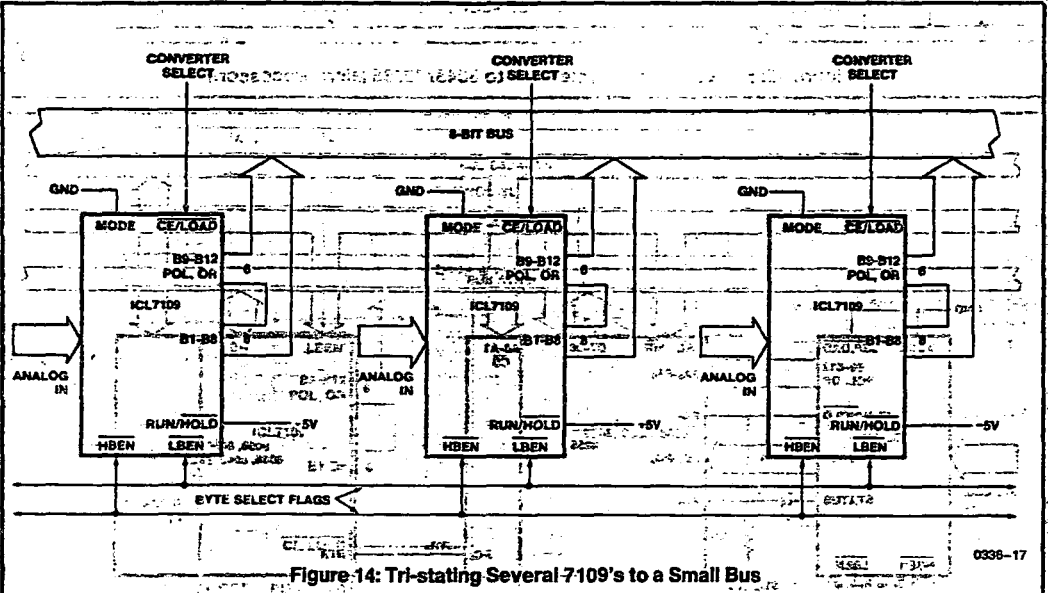 CONVERTER
SELECT
CONVERTER
SELECT
CONVERTER
SELECT
8-BIT BUS
GND
MODE CE/LOAD
B9-B12
POL, OR
6
ICL7109
B1-B8
8
ANALOG
IN
RUN/HOLD
+5V
HBEN LBEN
GND
MODE CE/LOAD
B9-B12
POL, OR
6
ICL7109
B1-B8
8
ANALOG
IN
RUN/HOLD
+5V
HBEN LBEN
GND
MODE CE/LOAD
B9-B12
POL, OR
6
ICL7109
B1-B8
8
ANALOG
IN
RUN/HOLD
+5V
HBEN LBEN
BYTE SELECT FLAGS
0336-17
Figure 14: Tri-stating Several 7109's to a Small Bus